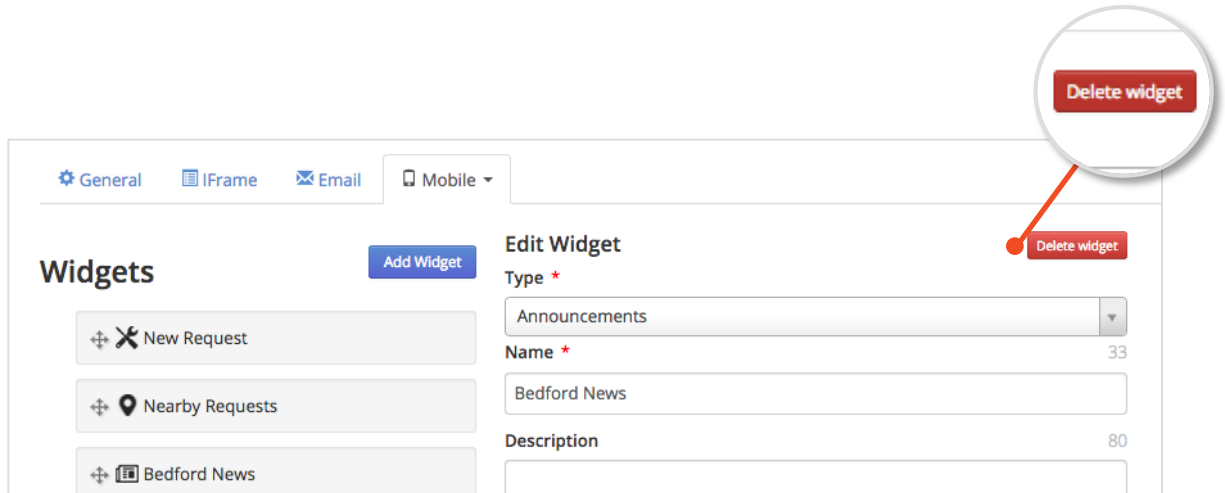 Delete widget
General IFrame Email Mobile
Widgets
Add Widget
New Request
Nearby Requests
Bedford News
Edit Widget
Delete widget
Type *
Announcements
Name * 33
Bedford News
Description 80